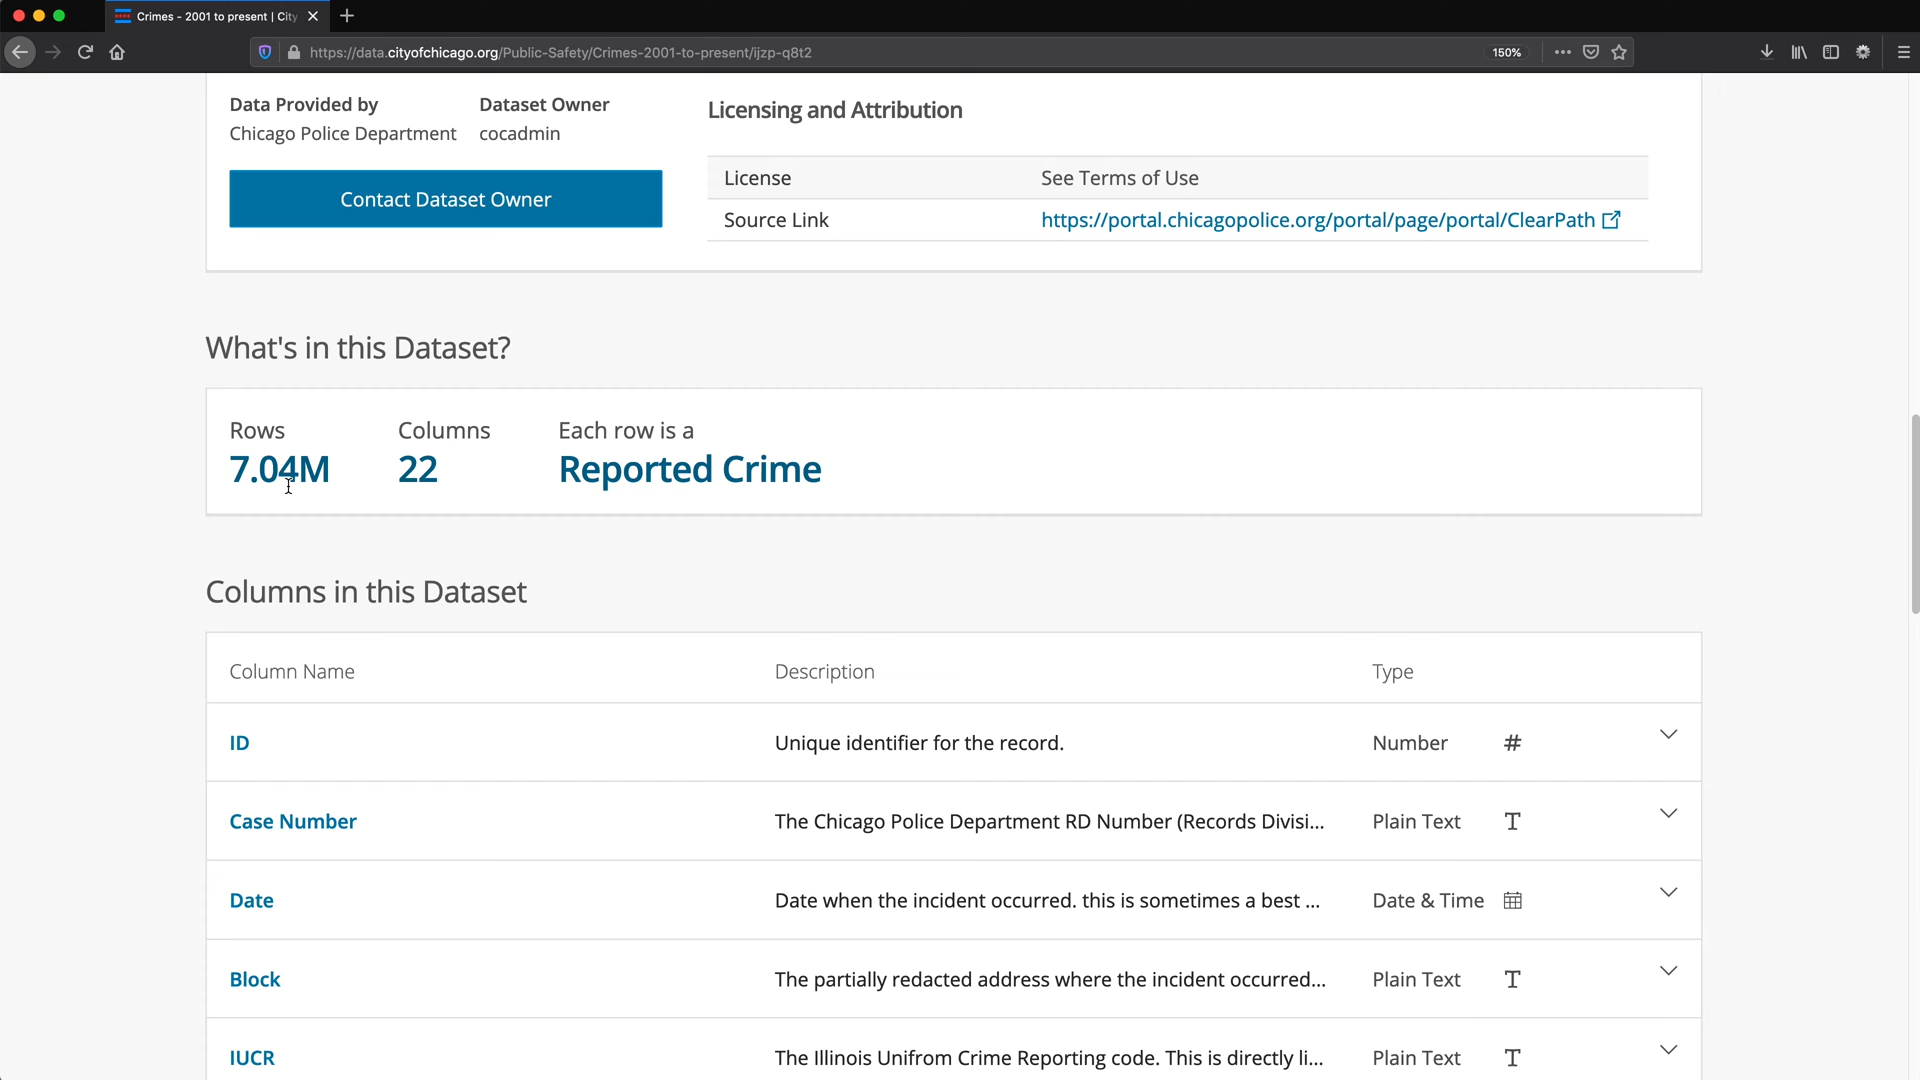 Crimes - 2001 to present | City
https://data.cityofchicago.org/Public-Safety/Crimes-2001-to-present/ijzp-q8t2
150%
Data Provided by
Dataset Owner
Chicago Police Department
cocadmin
Contact Dataset Owner
Licensing and Attribution
License
See Terms of Use
Source Link
https://portal.chicagopolice.org/portal/page/portal/ClearPath
What's in this Dataset?
Rows
Columns
Each row is a
7.04M
22
Reported Crime
Columns in this Dataset
Column Name
Description
Type
ID
Unique identifier for the record.
Number
#
Case Number
The Chicago Police Department RD Number (Records Divisi...
Plain Text
T
Date
Date when the incident occurred. this is sometimes a best ...
Date & Time
Block
The partially redacted address where the incident occurred...
Plain Text
T
IUCR
The Illinois Unifrom Crime Reporting code. This is directly li...
Plain Text
T